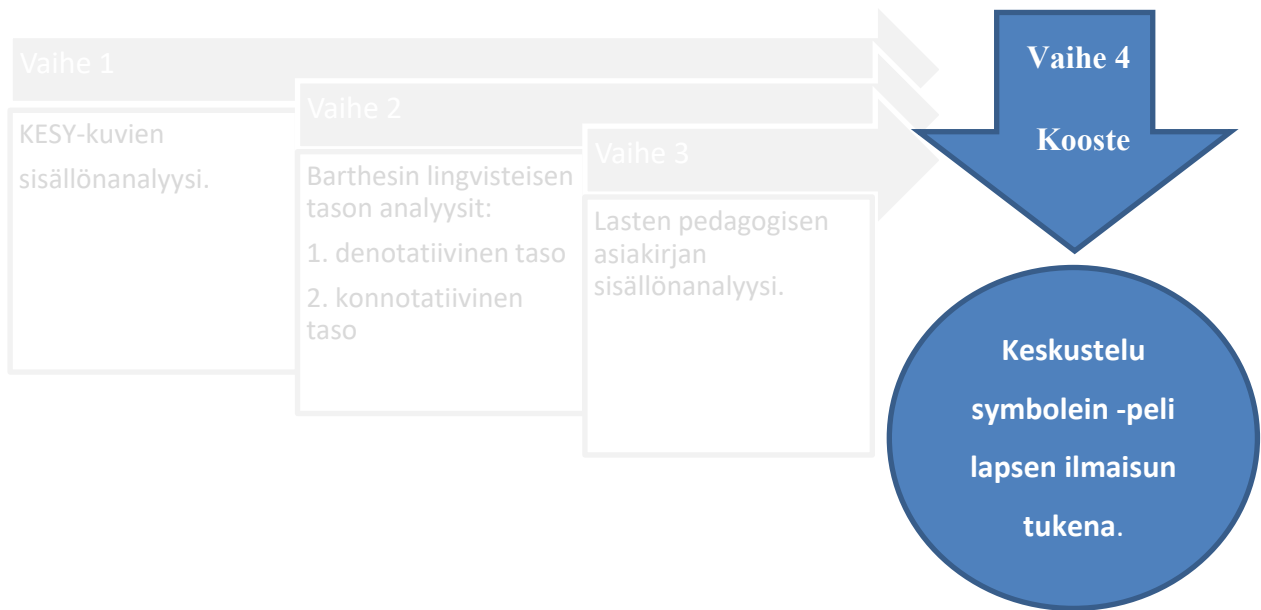 Vaihe 1
KESY-kuvien
sisällönanalyysi.
Vaihe 2
Barthesin lingvisteisen
tason analyysit:
1. denotatiivinen taso
2. konnotatiivinen
taso
Vaihe 3
Lasten pedagogisen
asiakirjan
sisällönanalyysi.
Vaihe 4
Kooste
Keskustelu
symbolein -peli
lapsen ilmaisun
tukena.